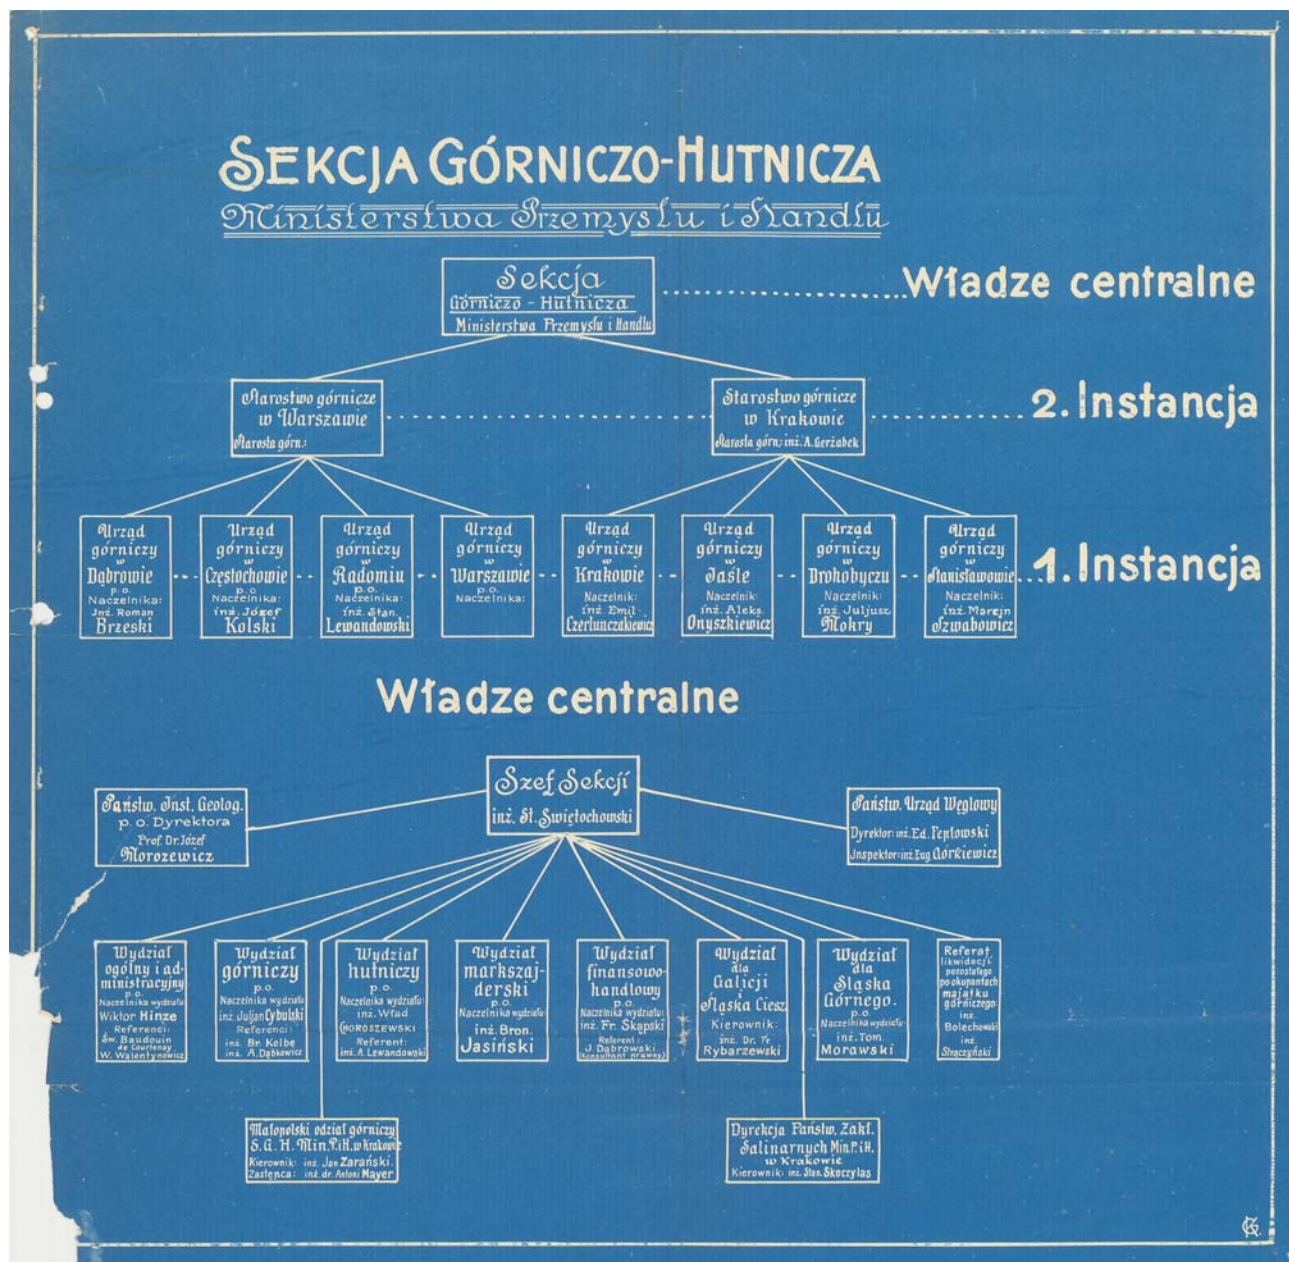 SEKCJA GÓRNICZO-HUTNICZA
Ministerstwa Przemysłu i Handlu
Sekcja
Górniczo - Hutnicza
Ministerstwa Przemysłu i Handlu
Władze centralne
Starostwo górnicze
w Warszawie
Starosta górn.:
Starostwo górnicze
w Krakowie
Starosta górn.: inż. A. Gerżabek
2. Instancja
Urząd
górniczy
w
Dąbrowie
p.o.
Naczelnika:
Inż. Roman
Brzeski
Urząd
górniczy
w
Częstochowie
p.o.
Naczelnika:
inż. Józef
Kolski
Urząd
górniczy
w
Radomiu
p.o.
Naczelnika:
inż. Stan.
Lewandowski
Urząd
górniczy
w
Warszawie
p.o.
Naczelnika:
Urząd
górniczy
w
Krakowie
Naczelnik:
inż. Emil
Czerlunczakiewicz
Urząd
górniczy
w
Jaśle
Naczelnik:
inż. Aleks.
Onyszkiewicz
Urząd
górniczy
w
Drohobyczu
Naczelnik:
inż. Juljusz
Mokry
Urząd
górniczy
w
Stanisławowie
Naczelnik:
inż. Marcjn
Szwabowicz
1. Instancja
Władze centralne
Szef Sekcji
inż. St. Świętochowski
Państw. Inst. Geolog.
p. o. Dyrektora
Prof. Dr. Józef
Morozewicz
Państw. Urząd Węglowy
Dyrektor: inż. Ed. Pepłowski
Inspektor: inż. Eug. Górkiewicz
Wydział
ogólny i ad-
ministracyjny
p.o.
Naczelnika wydziału
Wiktor Hinze
Referenci:
Św. Baudouin
de Courtenay
W. Walentynowicz
Wydział
górniczy
p.o.
Naczelnika wydziału:
inż. Juljan Cybulski
Referenci:
inż. Br. Kolbe
inż. A. Dąbkowicz
Wydział
hutniczy
p.o.
Naczelnika wydziału:
inż. Wład
CHOROSZEWSKI
Referent:
inż. A. Lewandowski
Wydział
markszaj-
derski
p.o.
Naczelnika wydziału:
inż. Bron.
Jasiński
Wydział
finansowo-
handlowy
p.o.
Naczelnika wydziału:
inż. Fr. Skąpski
Referent:
J. Dąbrowski
(konsultant prawny)
Wydział
dla
Galicji
Śląska Ciesz.
Kierownik:
inż. Dr. Fr.
Rybarzewski
Wydział
dla
Śląska
Górnego.
p.o
Naczelnika wydziału:
inż. Tom.
Morawski
Referat
likwidacji
pozostałego
po okupantach
majątku
górniczego:
inż.
Bolechowski
inż.
Strączyński
Małopolski odział górniczy
S. G. H. Min. P. i H. w Krakowie
Kierownik: inż. Jan Zarański.
Zastępca: inż. dr. Antoni Mayer
Dyrekcja Państw. Zakł.
Salinarnych Min. P. i H.
w Krakowie
Kierownik: inż. Stan. Skoczylas